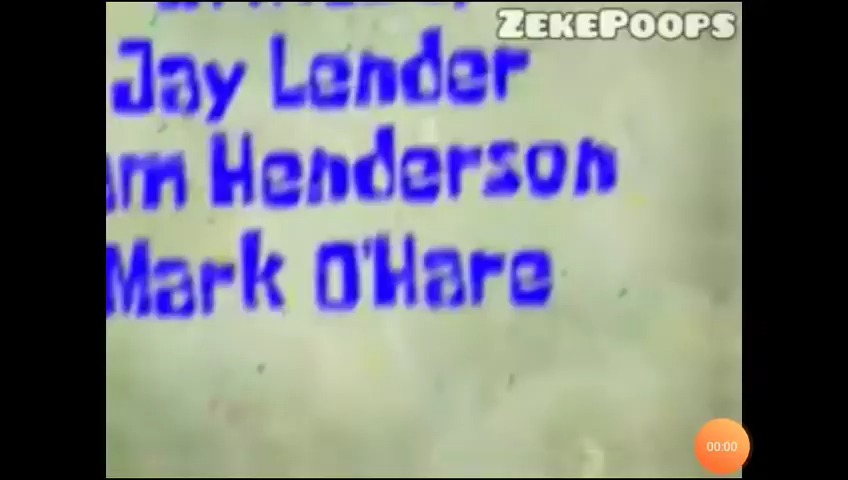 ZEKEPOOPS
Jay Lender
Henderson
Mark O'Hare
00:00